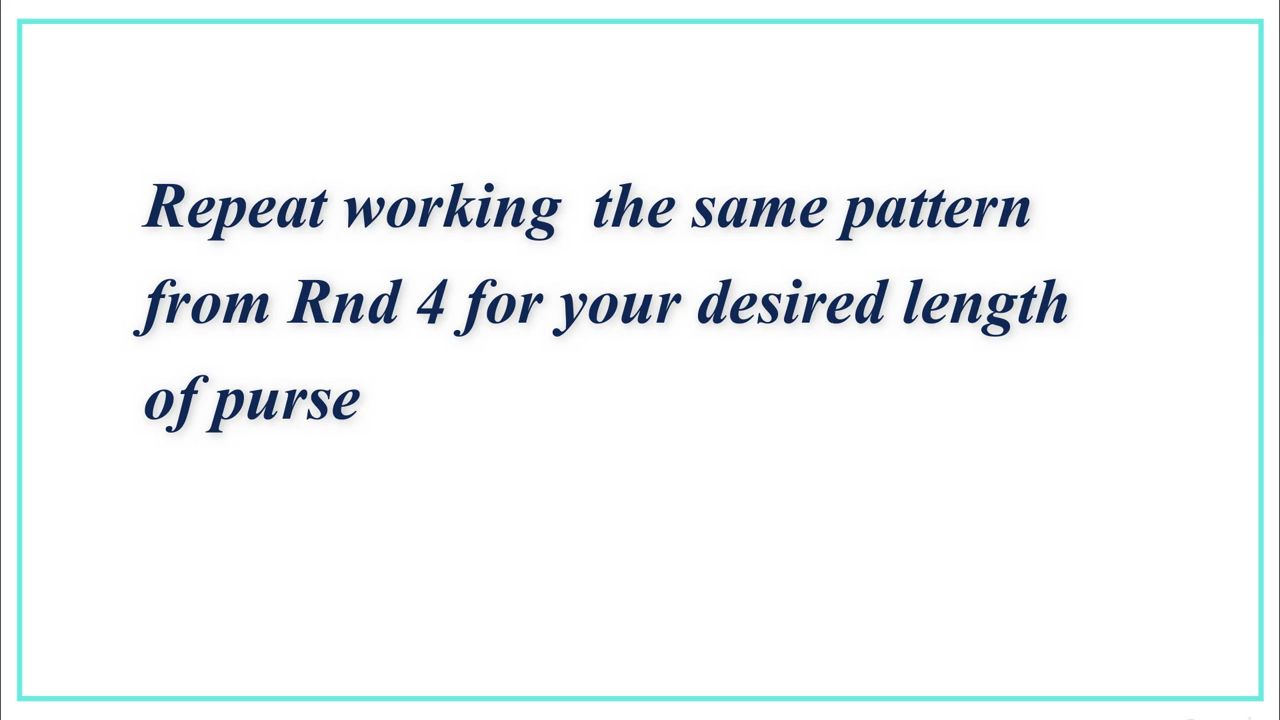 Repeat working  the same pattern
from Rnd 4 for your desired length
of purse